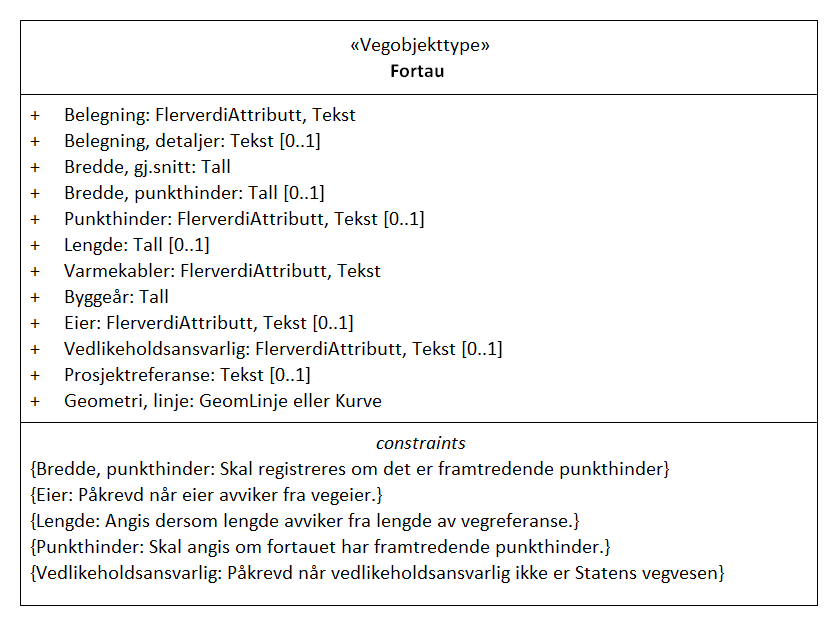 «Vegobjekttype»
Fortau
+ Belegning: FlerverdiAttributt, Tekst
+ Belegning, detaljer: Tekst [0..1]
+ Bredde, gj.snitt: Tall
+ Bredde, punkthinder: Tall [0..1]
+ Punkthinder: FlerverdiAttributt, Tekst [0..1]
+ Lengde: Tall [0..1]
+ Varmekabler: FlerverdiAttributt, Tekst
+ Byggeår: Tall
+ Eier: FlerverdiAttributt, Tekst [0..1]
+ Vedlikeholdsansvarlig: FlerverdiAttributt, Tekst [0..1]
+ Prosjektreferanse: Tekst [0..1]
+ Geometri, linje: GeomLinje eller Kurve
constraints
{Bredde, punkthinder: Skal registreres om det er framtredende punkthinder}
{Eier: Påkrevd når eier avviker fra vegeier.}
{Lengde: Angis dersom lengde avviker fra lengde av vegreferanse.}
{Punkthinder: Skal angis om fortauet har framtredende punkthinder.}
{Vedlikeholdsansvarlig: Påkrevd når vedlikeholdsansvarlig ikke er Statens vegvesen}